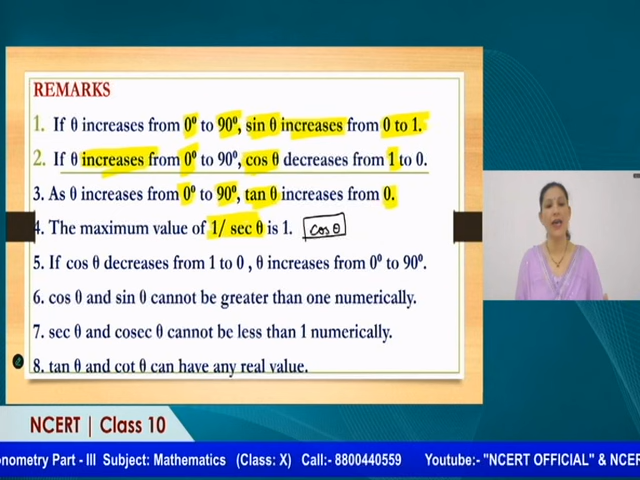 REMARKS
1. If θ increases from 0⁰ to 90⁰, sin θ increases from 0 to 1.
2. If θ increases from 0⁰ to 90⁰, cos θ decreases from 1 to 0.
3. As θ increases from 0⁰ to 90⁰, tan θ increases from 0.
4. The maximum value of 1/ sec θ is 1. cos θ
5. If cos θ decreases from 1 to 0 , θ increases from 0⁰ to 90⁰.
6. cos θ and sin θ cannot be greater than one numerically.
7. sec θ and cosec θ cannot be less than 1 numerically.
8. tan θ and cot θ can have any real value.
NCERT | Class 10
onometry Part - III Subject: Mathematics (Class: X) Call:- 8800440559 Youtube:- "NCERT OFFICIAL" & NCE